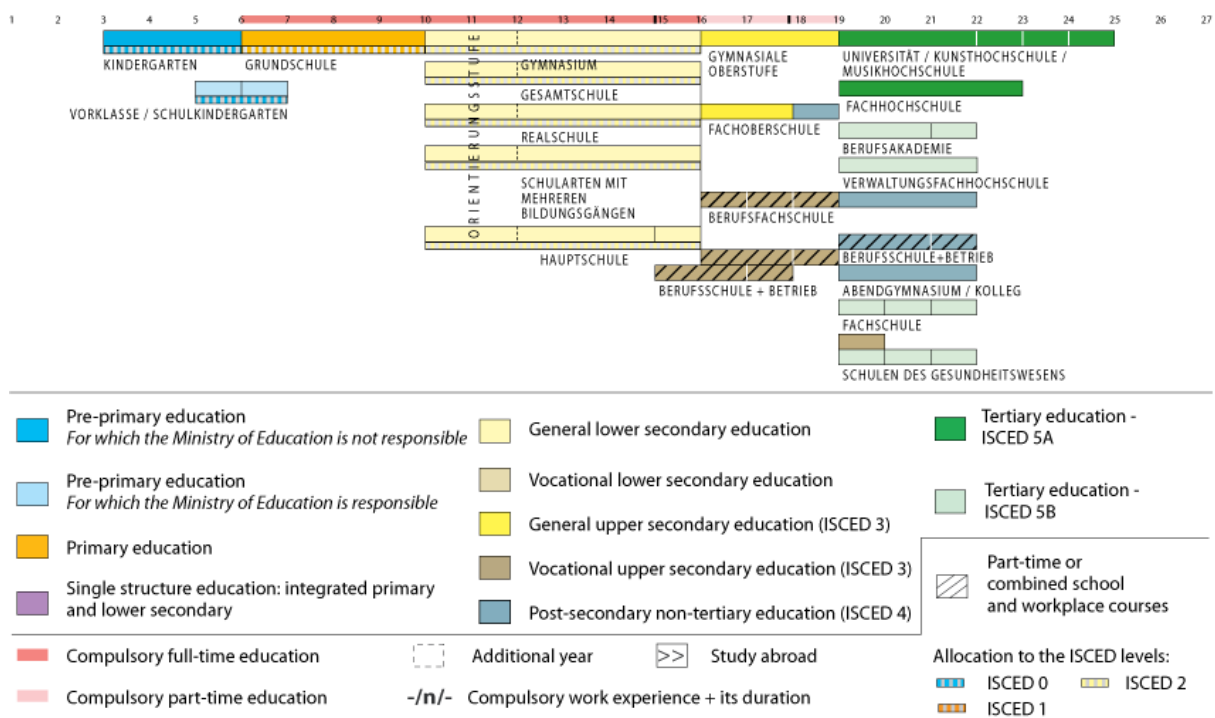 1 2 3 4 5 6 7 8 9 10 11 12 13 14 15 16 17 18 19 20 21 22 23 24 25 26 27
KINDERGARTEN
GRUNDSCHULE
VORKLASSE / SCHULKINDERGARTEN
ORIENTIERUNGSSTUFE
GYMNASIUM
GESAMTSCHULE
REALSCHULE
SCHULARTEN MIT
MEHREREN
BILDUNGSGÄNGEN
HAUPTSCHULE
GYMNASIALE
OBERSTUFE
FACHOBERSCHULE
BERUFSFACHSCHULE
BERUFSSCHULE + BETRIEB
UNIVERSITÄT / KUNSTHOCHSCHULE /
MUSIKHOCHSCHULE
FACHHOCHSCHULE
BERUFSAKADEMIE
VERWALTUNGSFACHHOCHSCHULE
BERUFSSCHULE+BETRIEB
ABENDGYMNASIUM / KOLLEG
FACHSCHULE
SCHULEN DES GESUNDHEITSWESENS
Pre-primary education
For which the Ministry of Education is not responsible
Pre-primary education
For which the Ministry of Education is responsible
Primary education
Single structure education: integrated primary
and lower secondary
General lower secondary education
Vocational lower secondary education
General upper secondary education (ISCED 3)
Vocational upper secondary education (ISCED 3)
Post-secondary non-tertiary education (ISCED 4)
Tertiary education -
ISCED 5A
Tertiary education -
ISCED 5B
Part-time or
combined school
and workplace courses
Compulsory full-time education
Compulsory part-time education
Additional year
-/n/- Compulsory work experience + its duration
>> Study abroad
Allocation to the ISCED levels:
ISCED 0
ISCED 2
ISCED 1